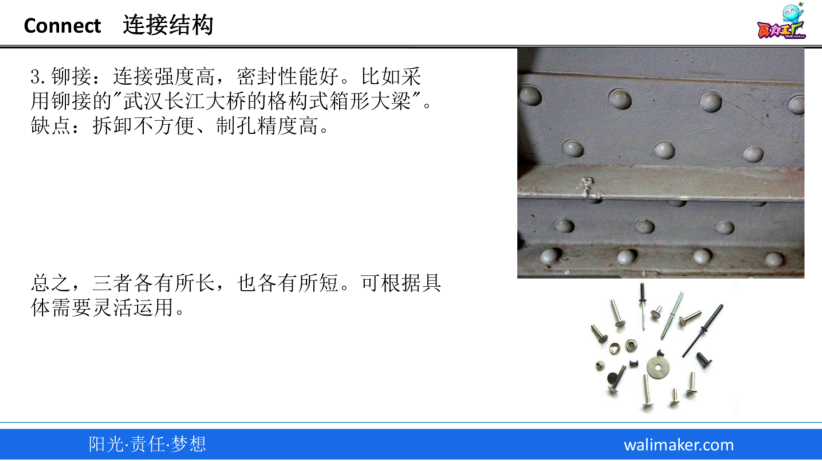 Connect 连接结构
瓦力工厂
3.铆接：连接强度高，密封性能好。比如采
用铆接的"武汉长江大桥的格构式箱形大梁"。
缺点：拆卸不方便、制孔精度高。
总之，三者各有所长，也各有所短。可根据具
体需要灵活运用。
阳光·责任·梦想
walimaker.com